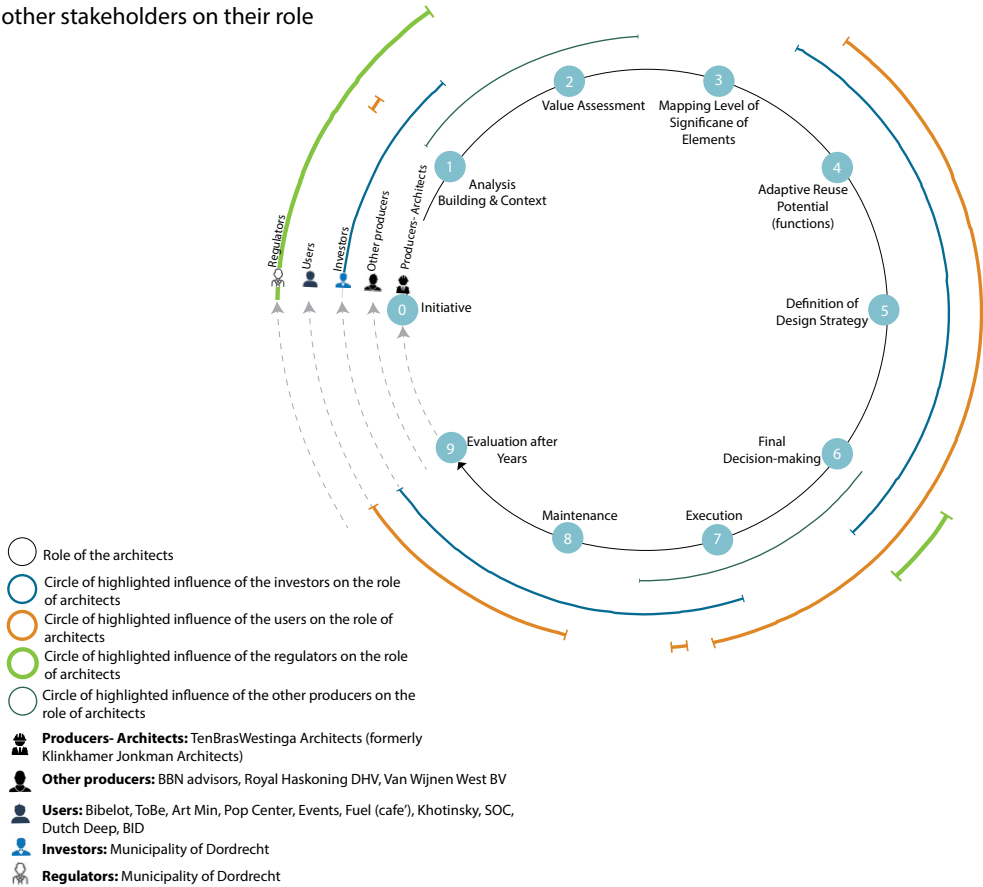 other stakeholders on their role
Regulators
Users
Investors
Other producers
Producers- Architects
0
Initiative
1
Analysis
Building & Context
2
Value Assessment
3
Mapping Level of
Significane of
Elements
4
Adaptive Reuse
Potential
(functions)
5
Definition of
Design Strategy
6
Final
Decision-making
7
Execution
8
Maintenance
9
Evaluation after
Years
Role of the architects
Circle of highlighted influence of the investors on the role
of architects
Circle of highlighted influence of the users on the role of
architects
Circle of highlighted influence of the regulators on the role
of architects
Circle of highlighted influence of the other producers on the
role of architects
Producers- Architects: TenBrasWestinga Architects (formerly
Klinkhamer Jonkman Architects)
Other producers: BBN advisors, Royal Haskoning DHV, Van Wijnen West BV
Users: Bibelot, ToBe, Art Min, Pop Center, Events, Fuel (cafe'), Khotinsky, SOC,
Dutch Deep, BID
Investors: Municipality of Dordrecht
Regulators: Municipality of Dordrecht